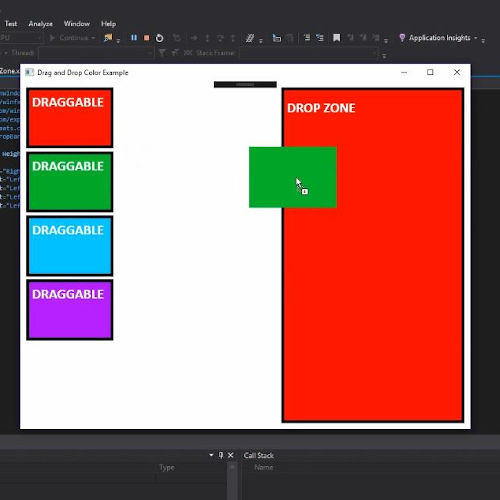 Test Analyze Window Help
Continue
Application Insights
Thread:
Stack Frame:
Zone.x
Drag and Drop Color Example
DRAGGABLE
DROP ZONE
DRAGGABLE
DRAGGABLE
DRAGGABLE
Call Stack
Type
Name